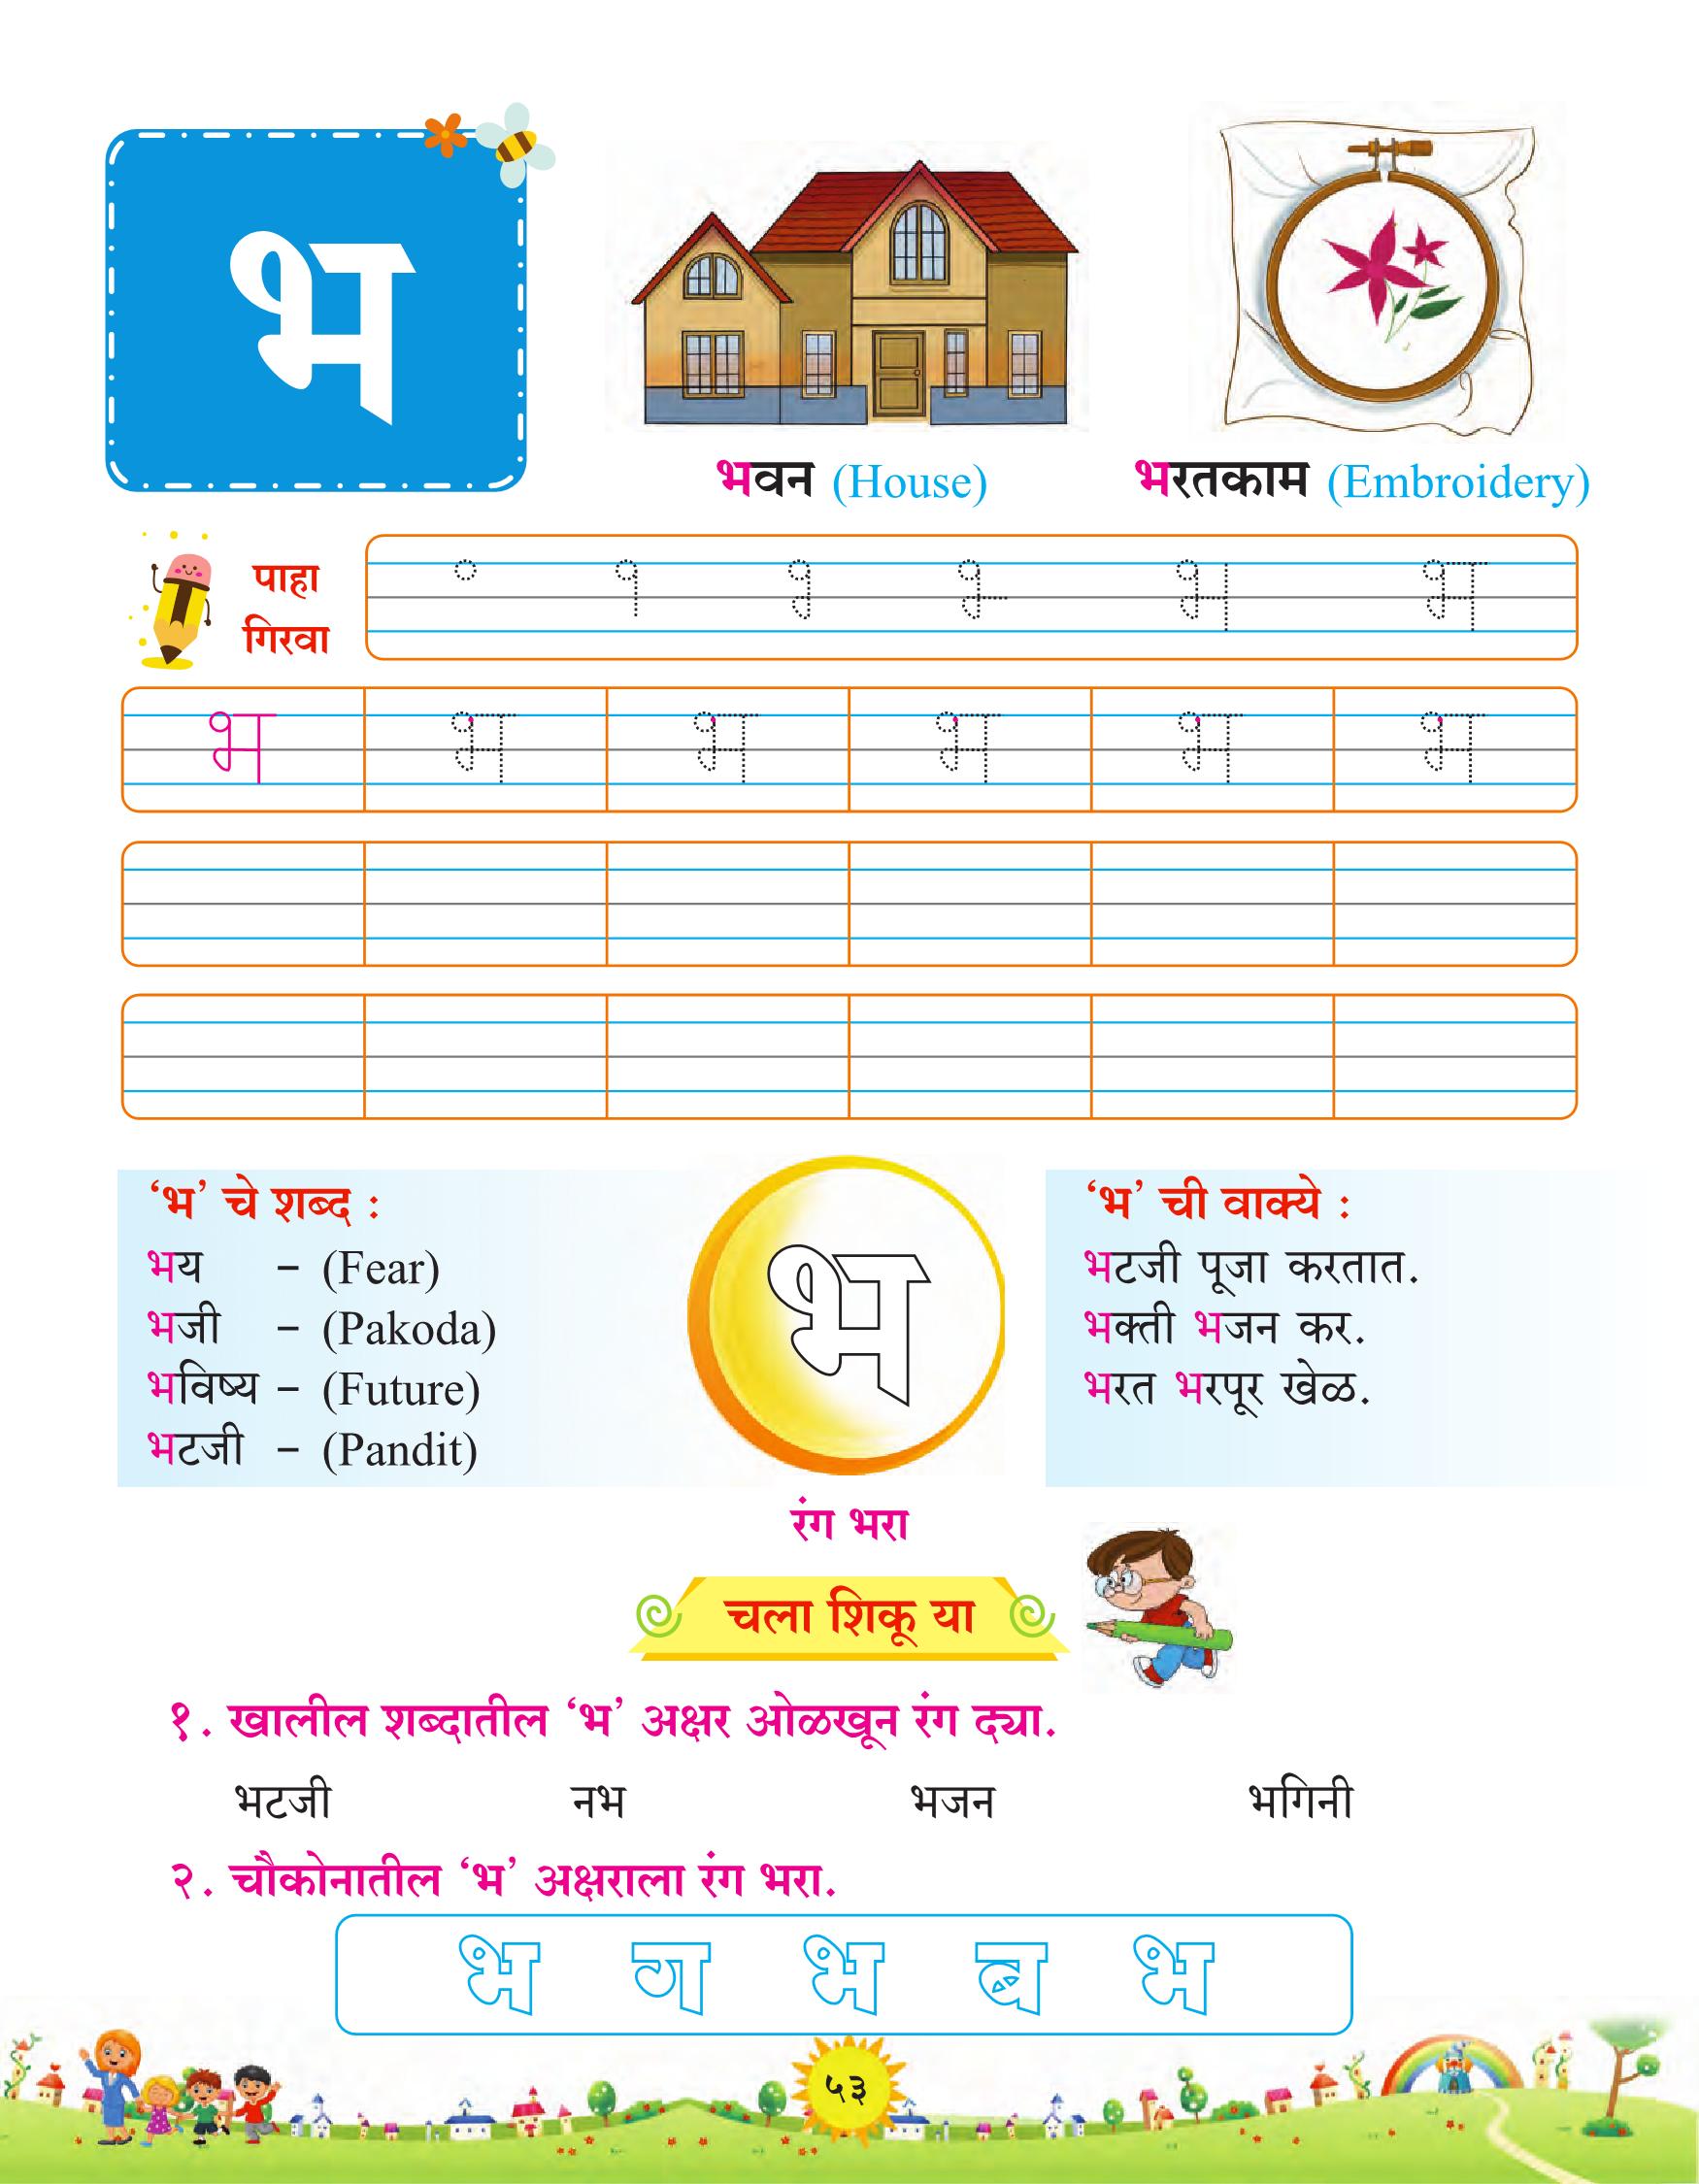 भ
भवन (House) भरतकाम (Embroidery)
पाहा
गिरवा
भ
भ भ भ भ भ भ
‘भ’ चे शब्द :
भय – (Fear)
भजी – (Pakoda)
भविष्य – (Future)
भटजी – (Pandit)
भ
रंग भरा
‘भ’ ची वाक्ये :
भटजी पूजा करतात.
भक्ती भजन कर.
भरत भरपूर खेळ.
चला शिकू या
१. खालील शब्दातील ‘भ’ अक्षर ओळखून रंग द्या.
भटजी नभ भजन भगिनी
२. चौकोनातील ‘भ’ अक्षराला रंग भरा.
भ ग भ ब भ
५३